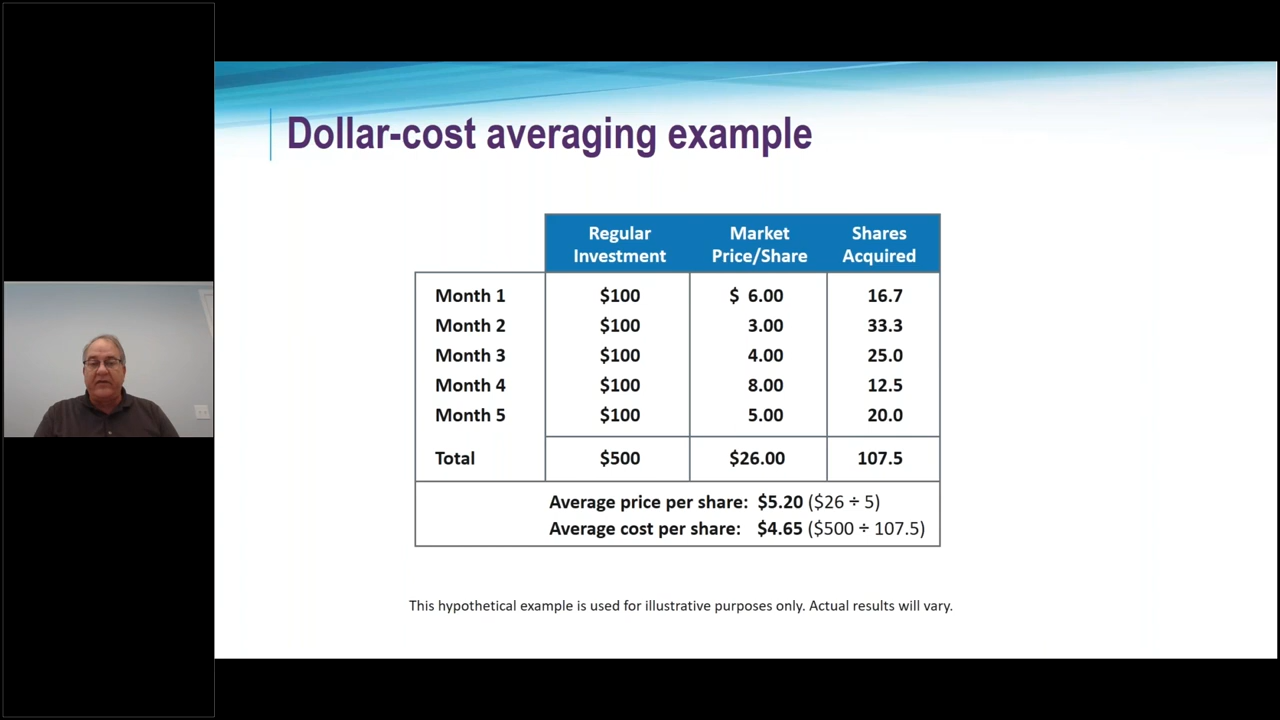 Dollar-cost averaging example
Regular Investment Market Price/Share Shares Acquired
Month 1 $100 $ 6.00 16.7
Month 2 $100 3.00 33.3
Month 3 $100 4.00 25.0
Month 4 $100 8.00 12.5
Month 5 $100 5.00 20.0
Total $500 $26.00 107.5
Average price per share: $5.20 ($26 ÷ 5)
Average cost per share: $4.65 ($500 ÷ 107.5)
This hypothetical example is used for illustrative purposes only. Actual results will vary.